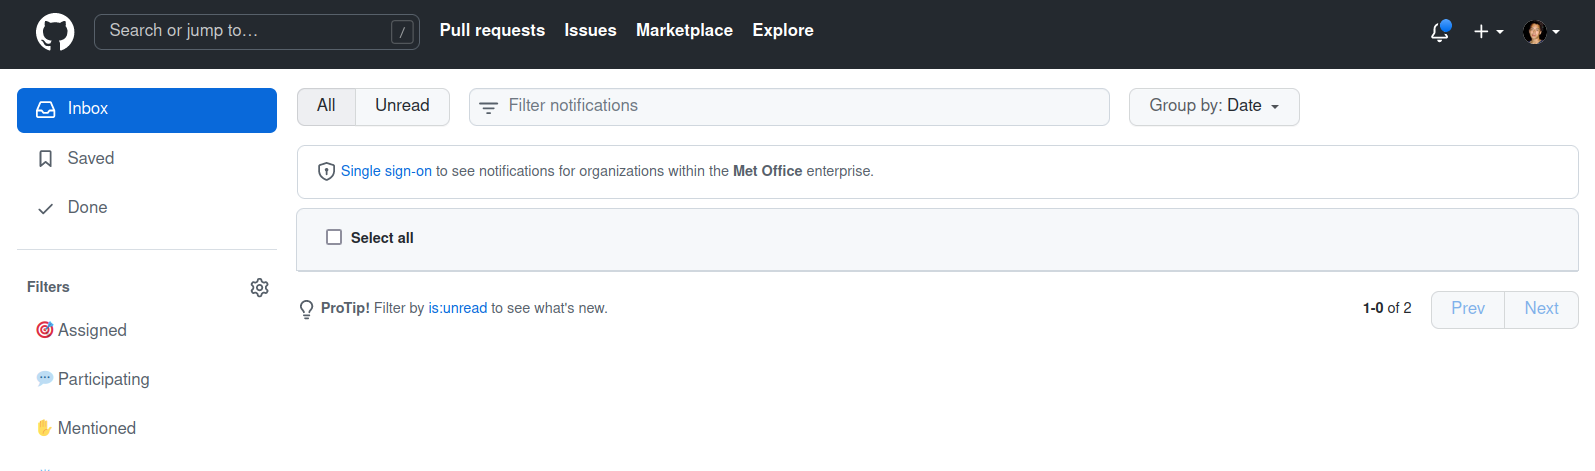 Search or jump to... /
Pull requests
Issues
Marketplace
Explore
Inbox
Saved
Done
Filters
Assigned
Participating
Mentioned
All
Unread
Filter notifications
Group by: Date
Single sign-on to see notifications for organizations within the Met Office enterprise.
Select all
ProTip! Filter by is:unread to see what's new.
1-0 of 2
Prev
Next